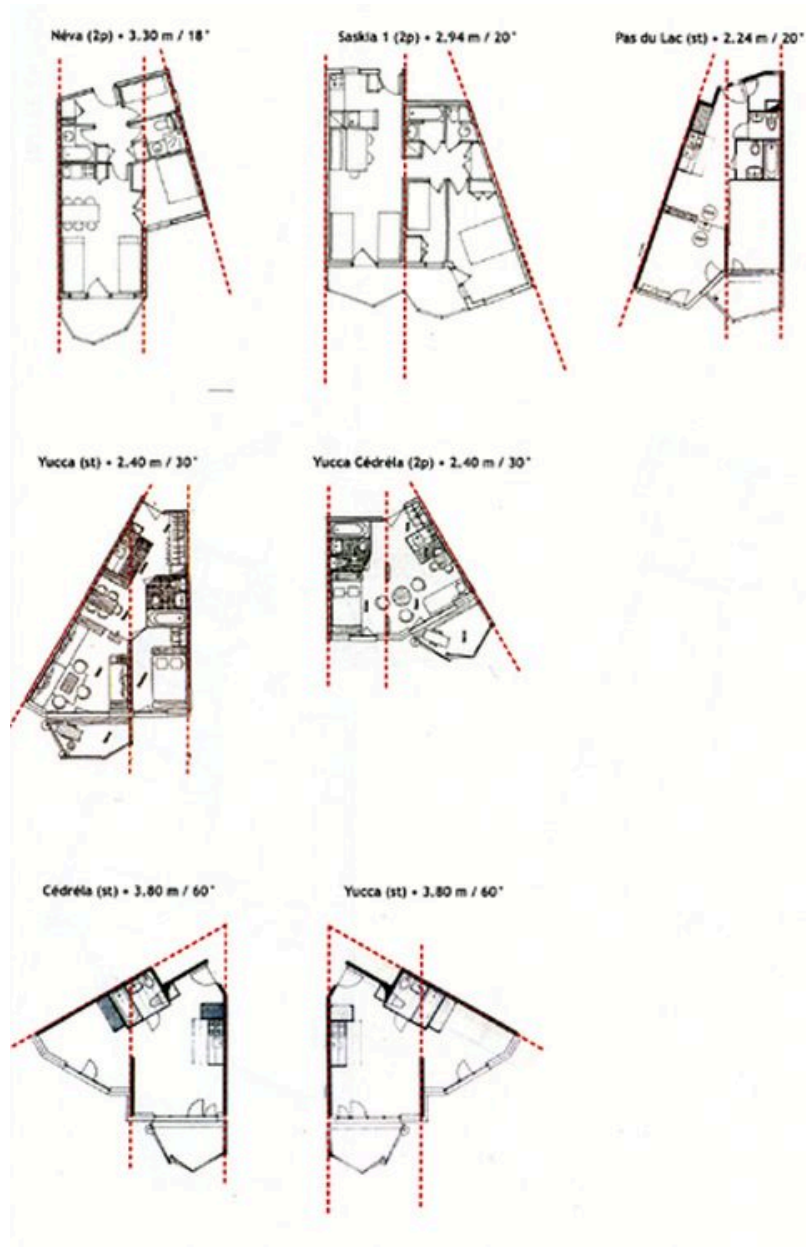 Néva (2p) + 3.30 m / 18°
Saskia 1 (2p) + 2.94 m / 20°
Pas du Lac (st) + 2.24 m / 20°
Yucca (st) + 2.40 m / 30°
Yucca Cédréla (2p) + 2.40 m / 30°
Cédréla (st) + 3.80 m / 60°
Yucca (st) + 3.80 m / 60°